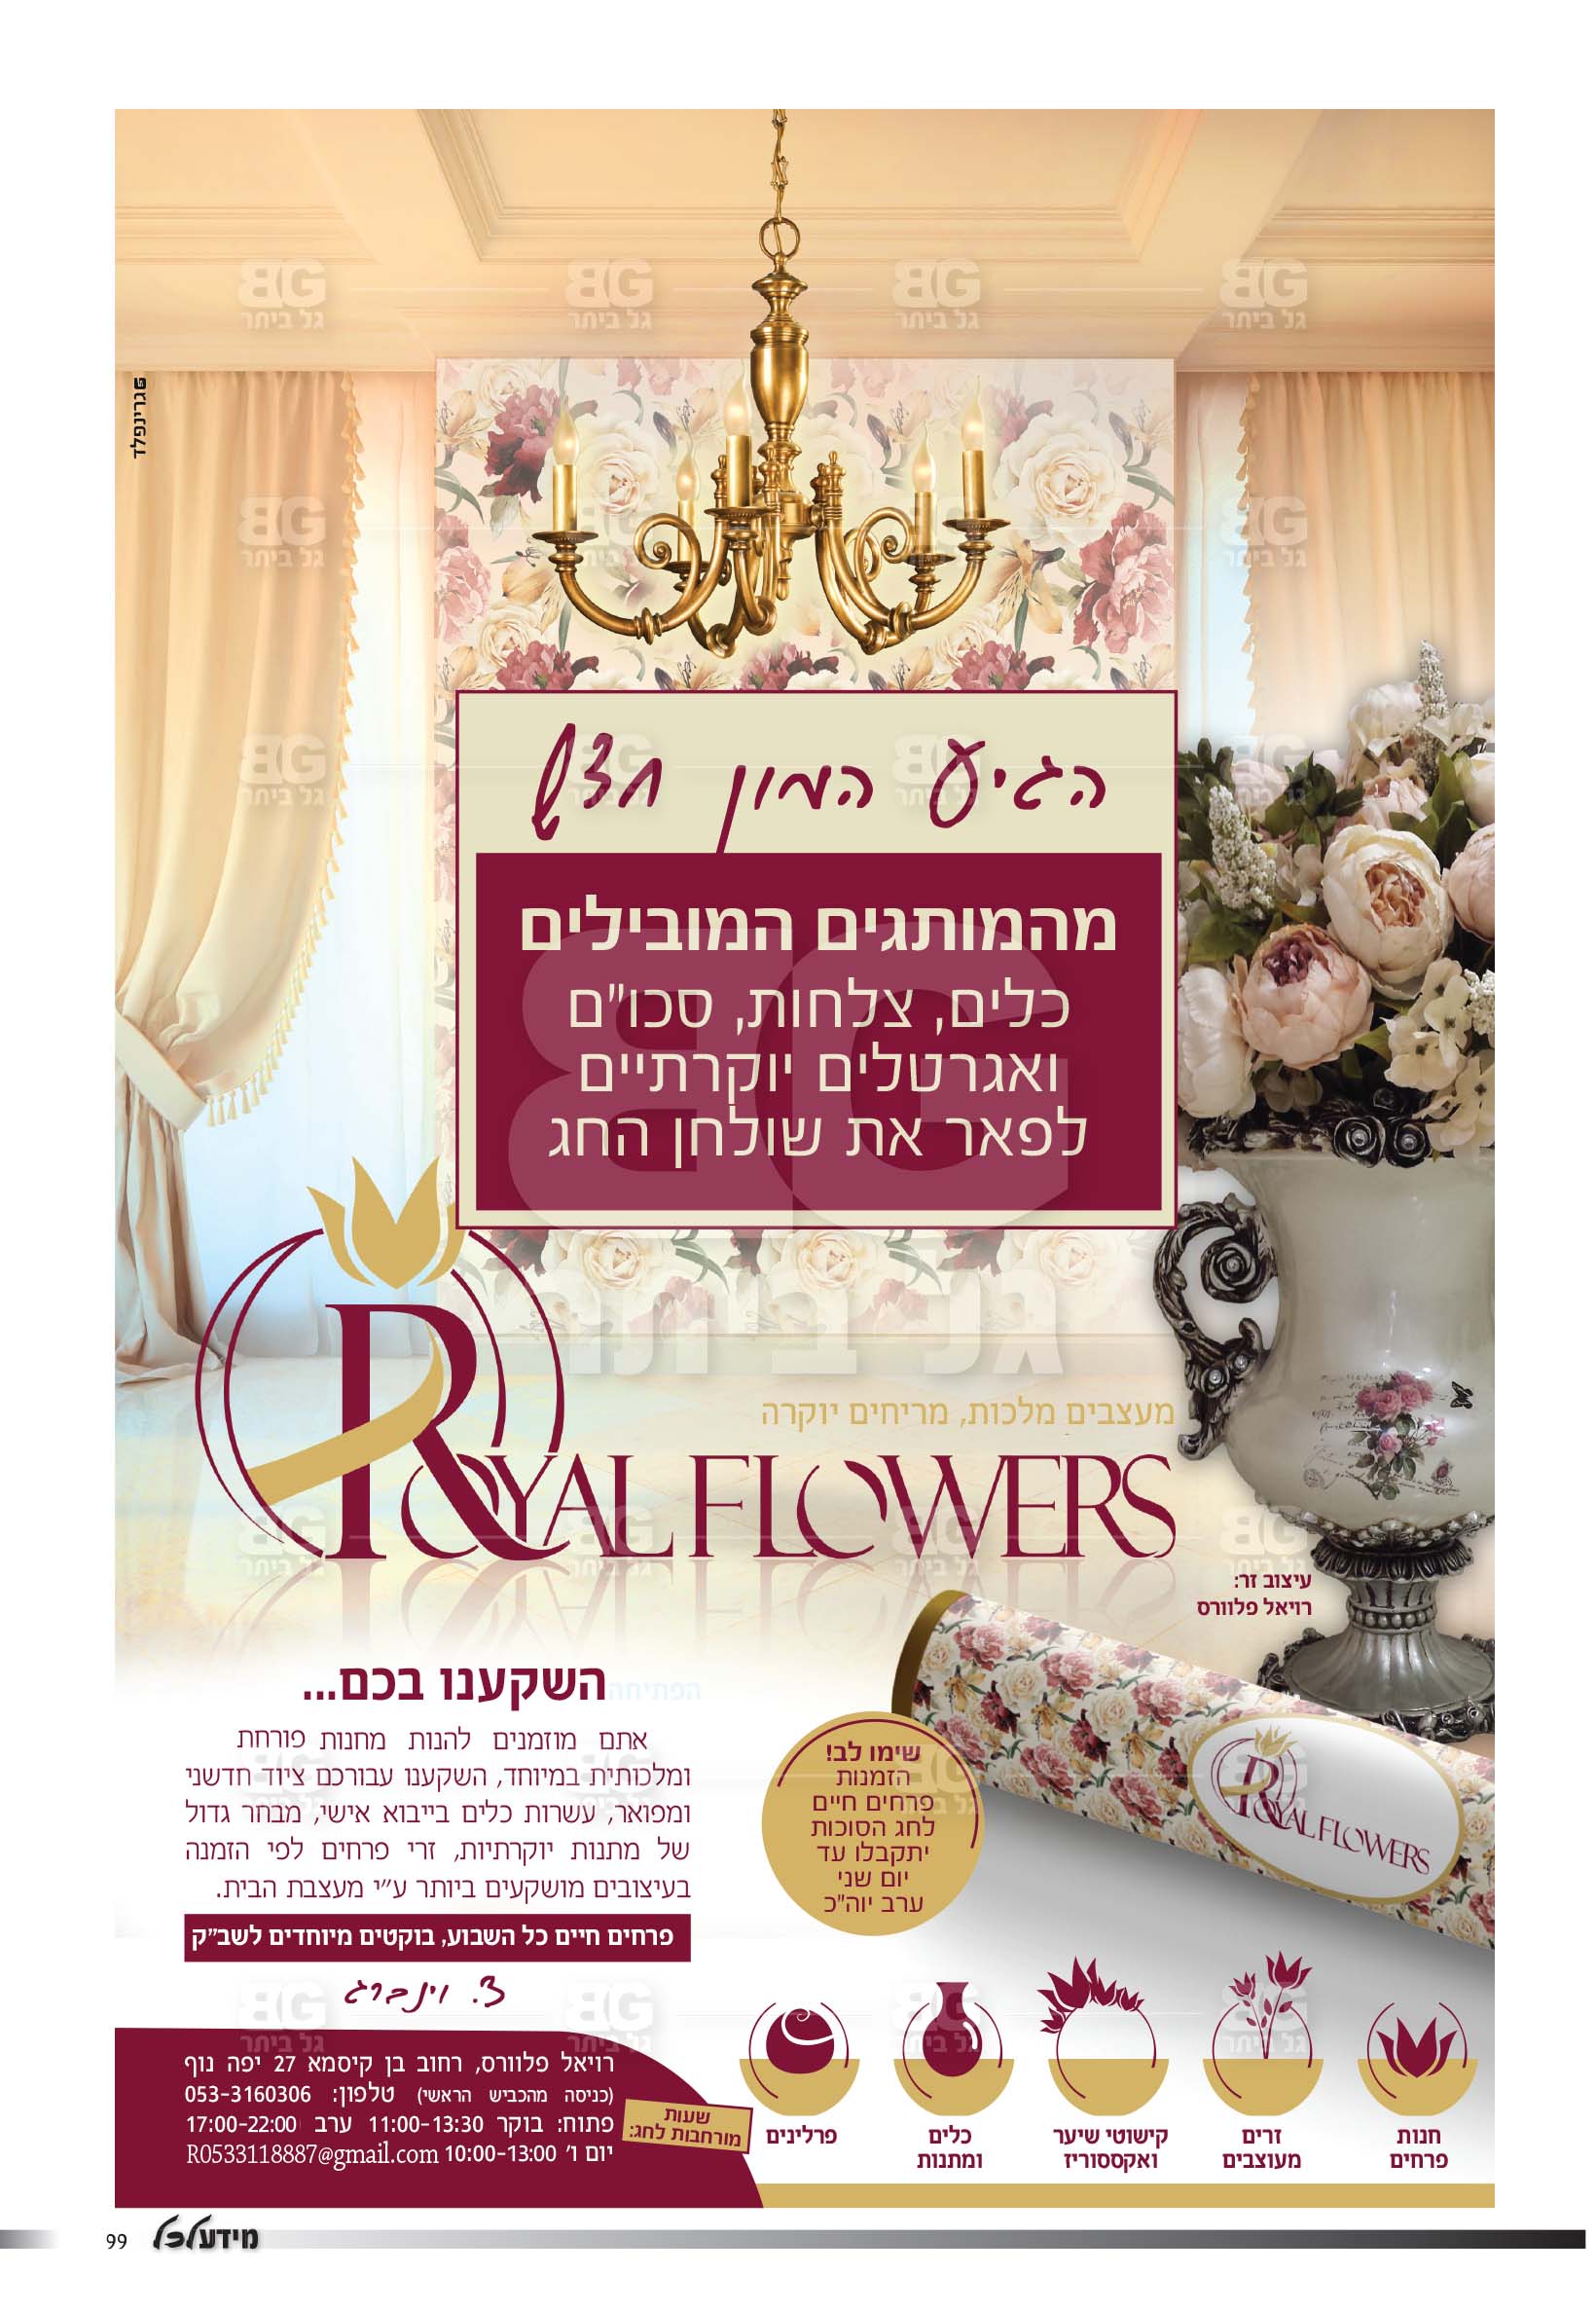 גרינפלד
הגיע המון חדש
מהמותגים המובילים
כלים, צלחות, סכו"ם
ואגרטלים יוקרתיים
לפאר את שולחן החג
מעצבים מלכות, מריחים יוקרה
ROYAL FLOWERS
עיצוב זר:
רויאל פלוורס
ROYAL FLOWERS
השקענו בכם...
הפתיחה
אתם מוזמנים להנות מחנות פורחת
ומלכותית במיוחד, השקענו עבורכם ציוד חדשני
ומפואר, עשרות כלים בייבוא אישי, מבחר גדול
של מתנות יוקרתיות, זרי פרחים לפי הזמנה
בעיצובים מושקעים ביותר ע"י מעצבת הבית.
פרחים חיים כל השבוע, בוקטים מיוחדים לשב"ק
צ. וינברג
שימו לב!
הזמנות
פרחים חיים
לחג הסוכות
יתקבלו עד
יום שני
ערב יוה"כ
חנות
פרחים
זרים
מעוצבים
קישוטי שיער
ואקססוריז
כלים
ומתנות
פרלינים
שעות
מורחבות לחג:
רויאל פלוורס, רחוב בן קיסמא 27 יפה נוף
(כניסה מהכביש הראשי) טלפון: 053-3160306
פתוח: בוקר 11:00-13:30 ערב 17:00-22:00
יום ו' 10:00-13:00 R0533118887@gmail.com
BG
גל ביתר
99 מידע לכל